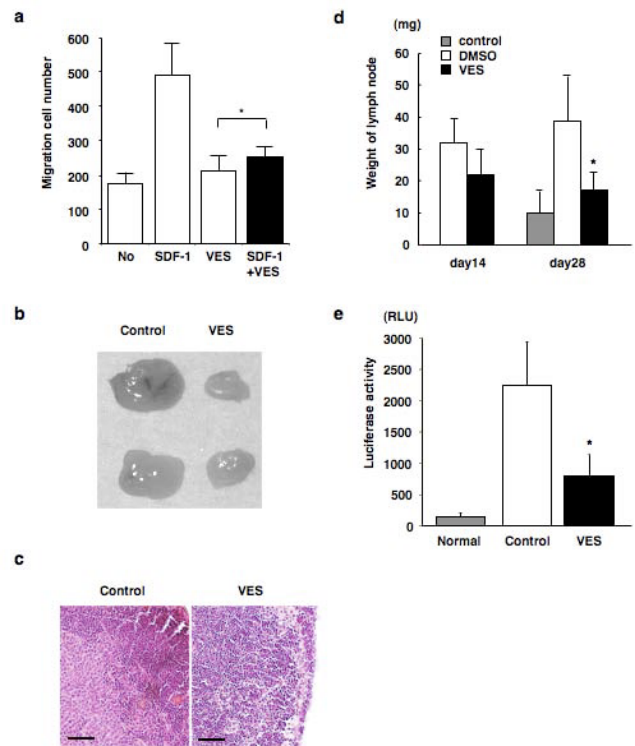 a
Migration cell number
600
500
400
300
200
100
0
*
No SDF-1 VES SDF-1
+VES
b
Control VES
c
Control VES
d (mg)
control
DMSO
VES
Weight of lymph node
60
50
40
30
20
10
0
*
day14 day28
e (RLU)
Luciferase activity
3000
2500
2000
1500
1000
500
0
*
Normal Control VES